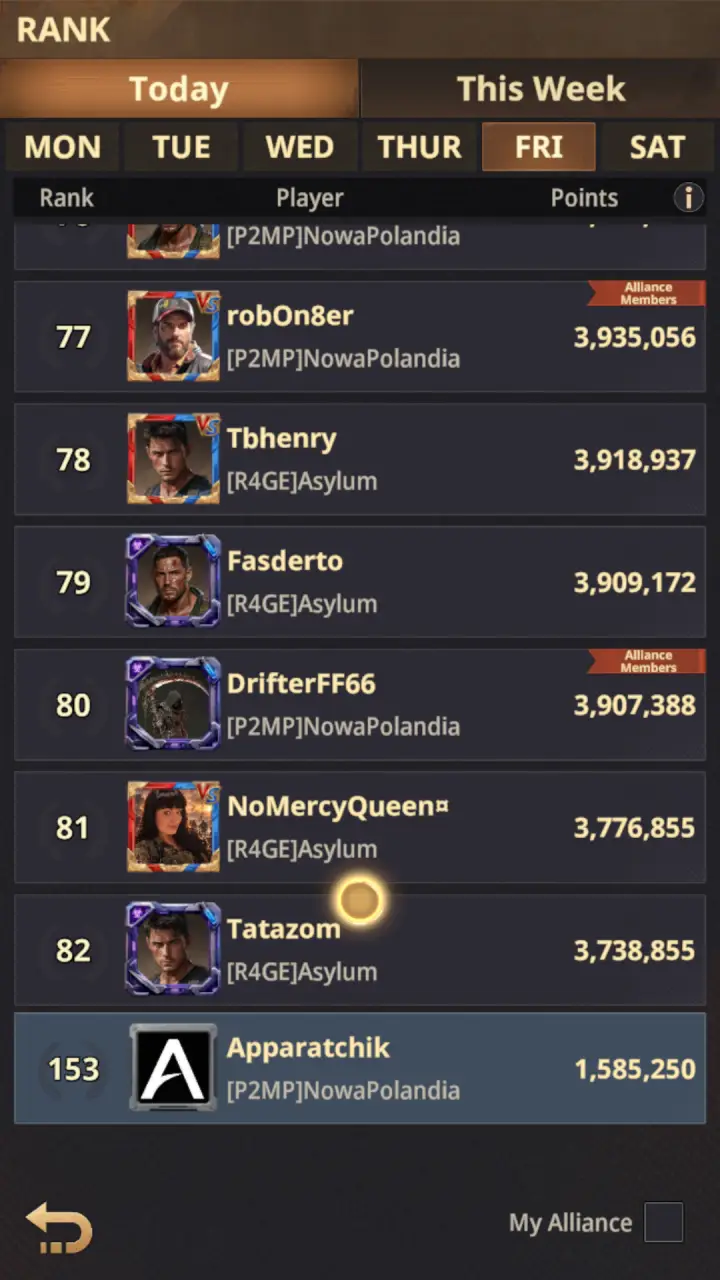 RANK
Today
This Week
MON
TUE
WED
THUR
FRI
SAT
Rank
Player
Points
[P2MP]NowaPolandia
Alliance
Members
77
robOn8er
3,935,056
[P2MP]NowaPolandia
78
Tbhenry
3,918,937
[R4GE]Asylum
79
Fasderto
3,909,172
[R4GE]Asylum
Alliance
Members
80
DrifterFF66
3,907,388
[P2MP]NowaPolandia
81
NoMercyQueen¤
3,776,855
[R4GE]Asylum
82
Tatazom
3,738,855
[R4GE]Asylum
153
Apparatchik
1,585,250
[P2MP]NowaPolandia
My Alliance